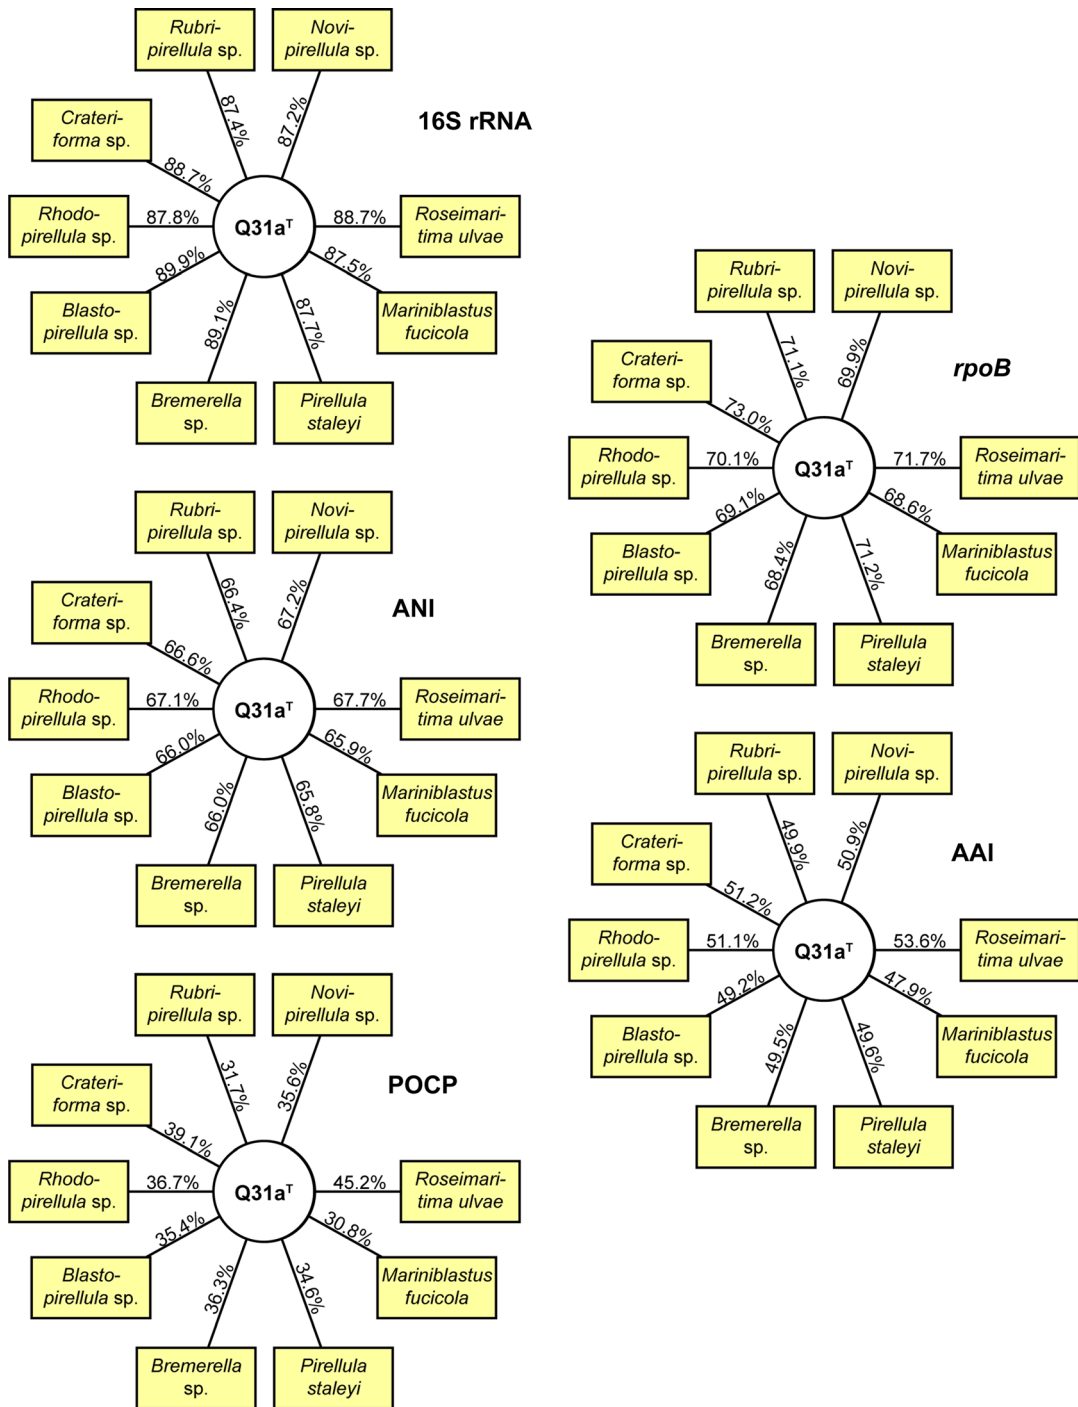 Rubri-
pirellula sp.
Novi-
pirellula sp.
16S rRNA
Crateri-
forma sp.
87.4%
87.2%
88.7%
Rhodo-
pirellula sp.
87.8%
Q31aᵀ
88.7%
Roseimari-
tima ulvae
89.9%
87.5%
Blasto-
pirellula sp.
Mariniblastus
fucicola
89.1%
87.7%
Bremerella
sp.
Pirellula
staleyi
Rubri-
pirellula sp.
Novi-
pirellula sp.
rpoB
Crateri-
forma sp.
71.1%
69.9%
73.0%
Rhodo-
pirellula sp.
70.1%
Q31aᵀ
71.7%
Roseimari-
tima ulvae
69.1%
68.6%
Blasto-
pirellula sp.
Mariniblastus
fucicola
68.4%
71.2%
Bremerella
sp.
Pirellula
staleyi
Rubri-
pirellula sp.
Novi-
pirellula sp.
ANI
Crateri-
forma sp.
66.4%
67.2%
66.6%
Rhodo-
pirellula sp.
67.1%
Q31aᵀ
67.7%
Roseimari-
tima ulvae
66.0%
65.9%
Blasto-
pirellula sp.
Mariniblastus
fucicola
66.0%
65.8%
Bremerella
sp.
Pirellula
staleyi
Rubri-
pirellula sp.
Novi-
pirellula sp.
AAI
Crateri-
forma sp.
49.9%
50.9%
51.2%
Rhodo-
pirellula sp.
51.1%
Q31aᵀ
53.6%
Roseimari-
tima ulvae
49.2%
47.9%
Blasto-
pirellula sp.
Mariniblastus
fucicola
49.5%
49.6%
Bremerella
sp.
Pirellula
staleyi
Rubri-
pirellula sp.
Novi-
pirellula sp.
POCP
Crateri-
forma sp.
31.7%
35.6%
39.1%
Rhodo-
pirellula sp.
36.7%
Q31aᵀ
45.2%
Roseimari-
tima ulvae
35.4%
30.8%
Blasto-
pirellula sp.
Mariniblastus
fucicola
36.3%
34.6%
Bremerella
sp.
Pirellula
staleyi